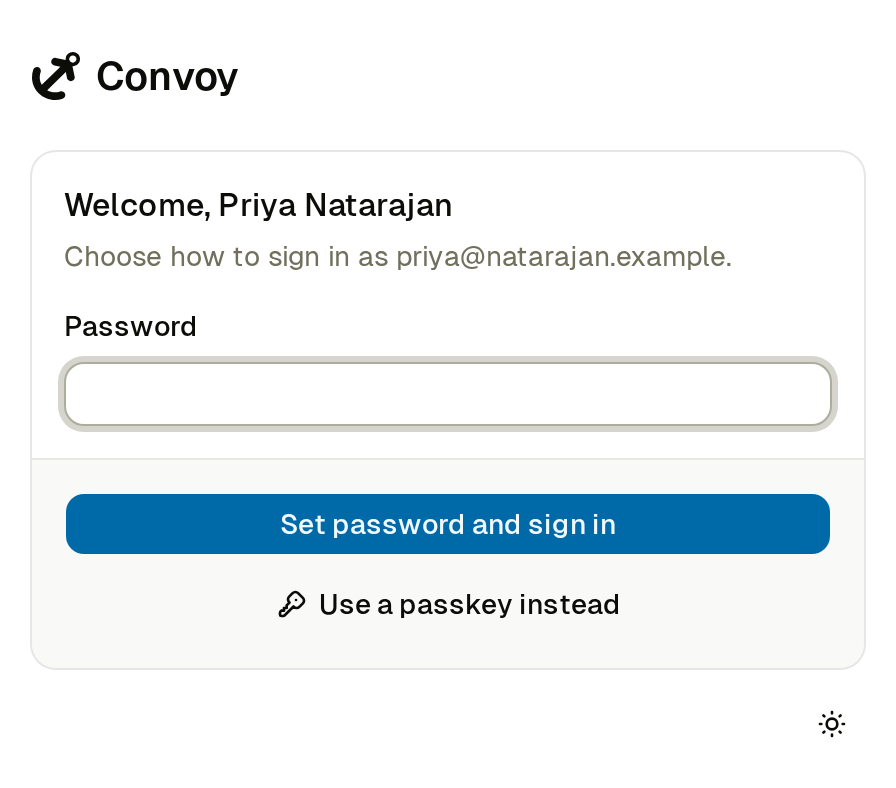 Convoy
Welcome, Priya Natarajan
Choose how to sign in as priya@natarajan.example.
Password
Set password and sign in
Use a passkey instead